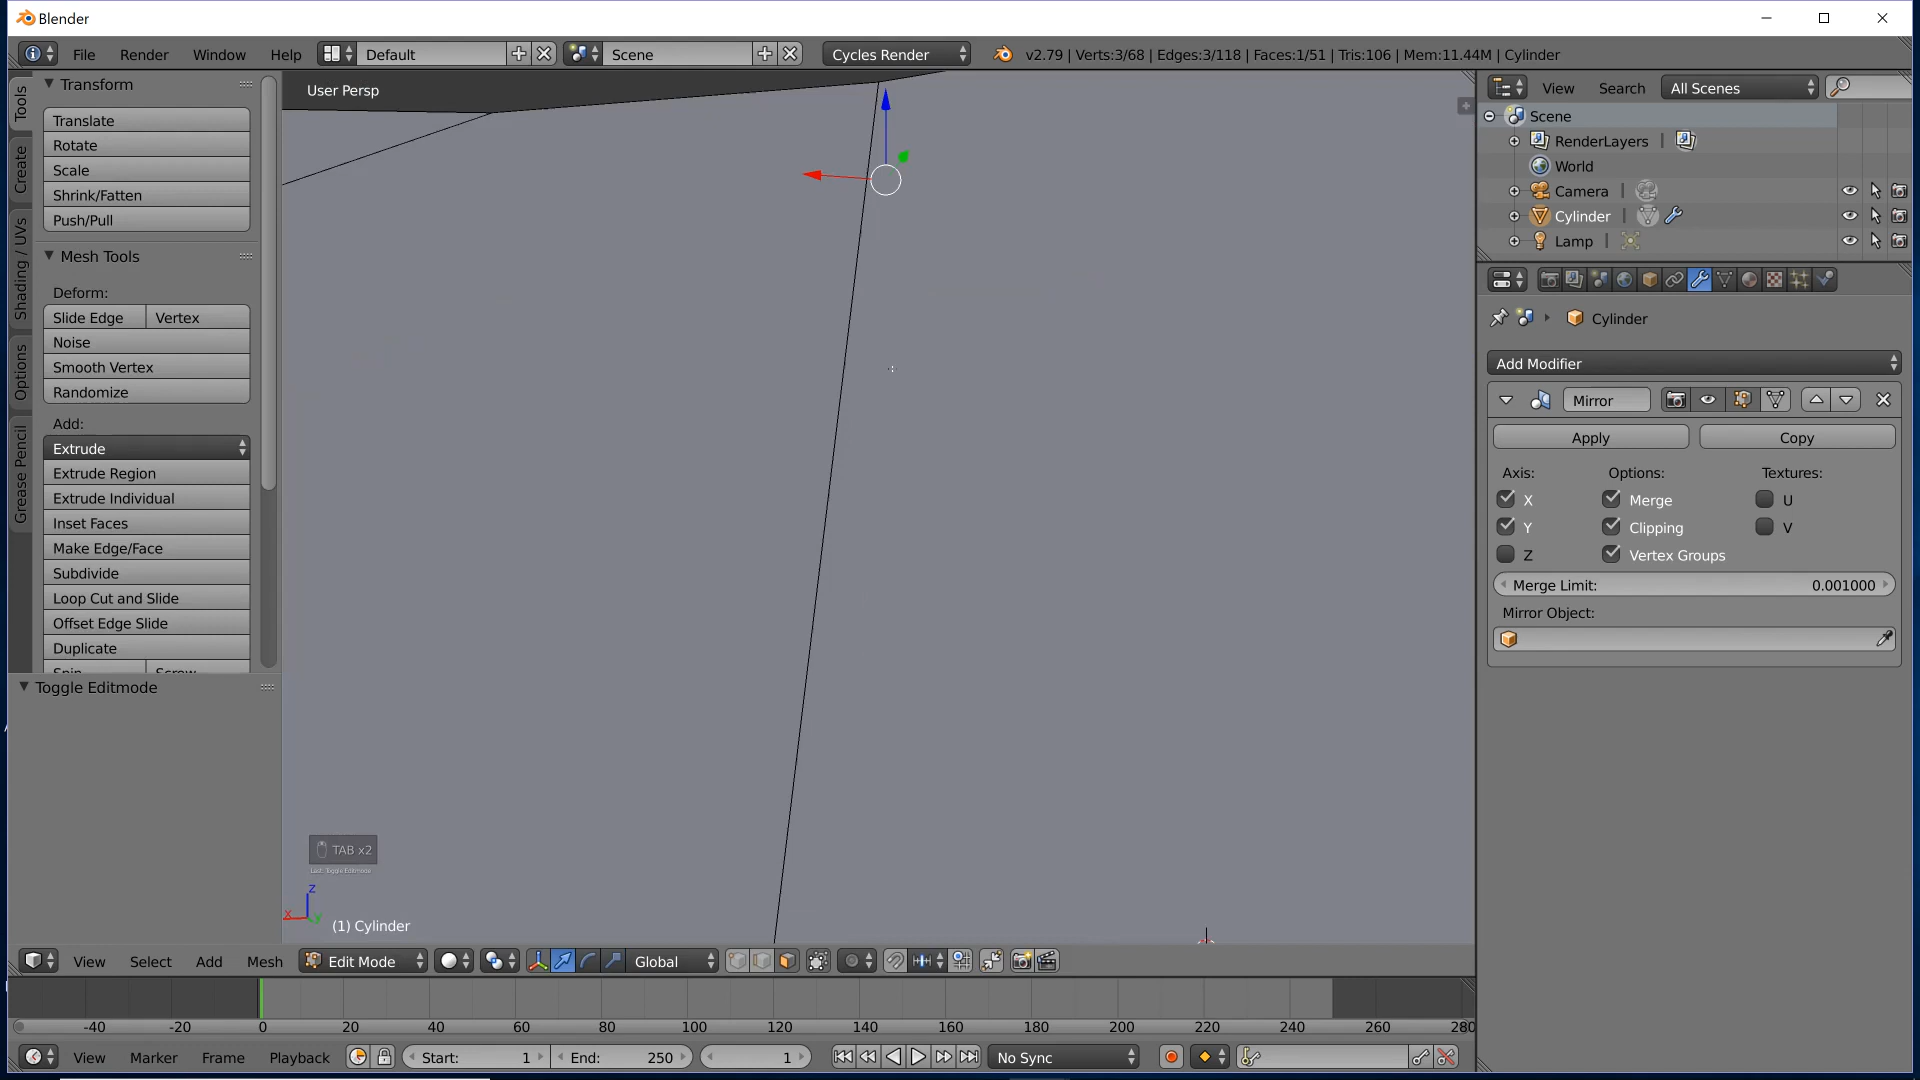 Blender
File Render Window Help Default Scene Cycles Render v2.79 | Verts:3/68 | Edges:3/118 | Faces:1/51 | Tris:106 | Mem:11.44M | Cylinder
Tools
Create
Shading / UVs
Options
Grease Pencil
Transform
Translate
Rotate
Scale
Shrink/Fatten
Push/Pull
Mesh Tools
Deform:
Slide Edge Vertex
Noise
Smooth Vertex
Randomize
Add:
Extrude
Extrude Region
Extrude Individual
Inset Faces
Make Edge/Face
Subdivide
Loop Cut and Slide
Offset Edge Slide
Duplicate
Spin Screw
Toggle Editmode
User Persp
TAB x2
Last: Toggle Editmode
Z
X Y
(1) Cylinder
View Select Add Mesh Edit Mode Global
-40 -20 0 20 40 60 80 100 120 140 160 180 200 220 240 260 280
View Marker Frame Playback Start: 1 End: 250 1 No Sync
View Search All Scenes
Scene
RenderLayers |
World
Camera |
Cylinder |
Lamp |
Cylinder
Add Modifier
Mirror
Apply Copy
Axis: Options: Textures:
X Merge U
Y Clipping V
Z Vertex Groups
Merge Limit: 0.001000
Mirror Object: